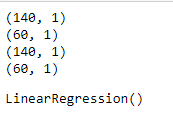 (140, 1)
(60, 1)
(140, 1)
(60, 1)
LinearRegression()